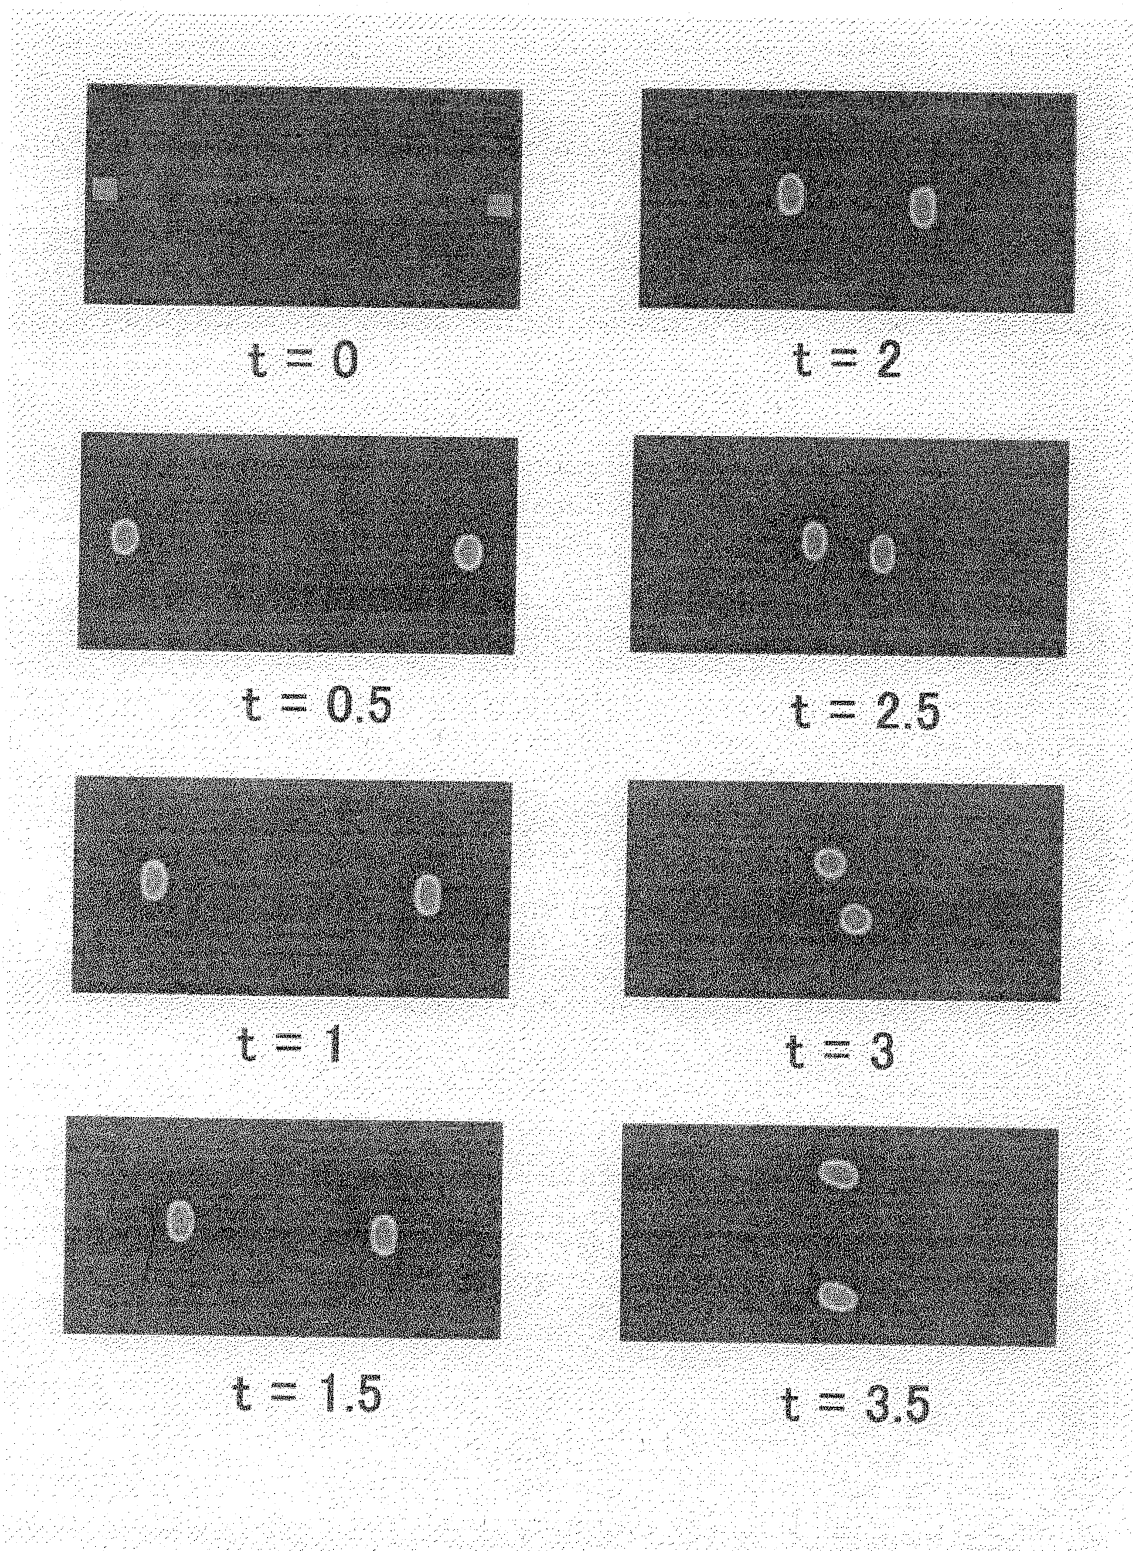 t = 0
t = 0.5
t = 1
t = 1.5
t = 2
t = 2.5
t = 3
t = 3.5